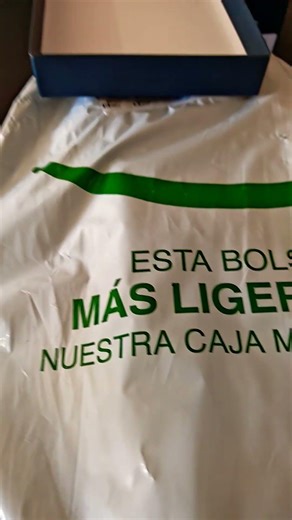 ESTA BOLS
MÁS LIGER
NUESTRA CAJA M